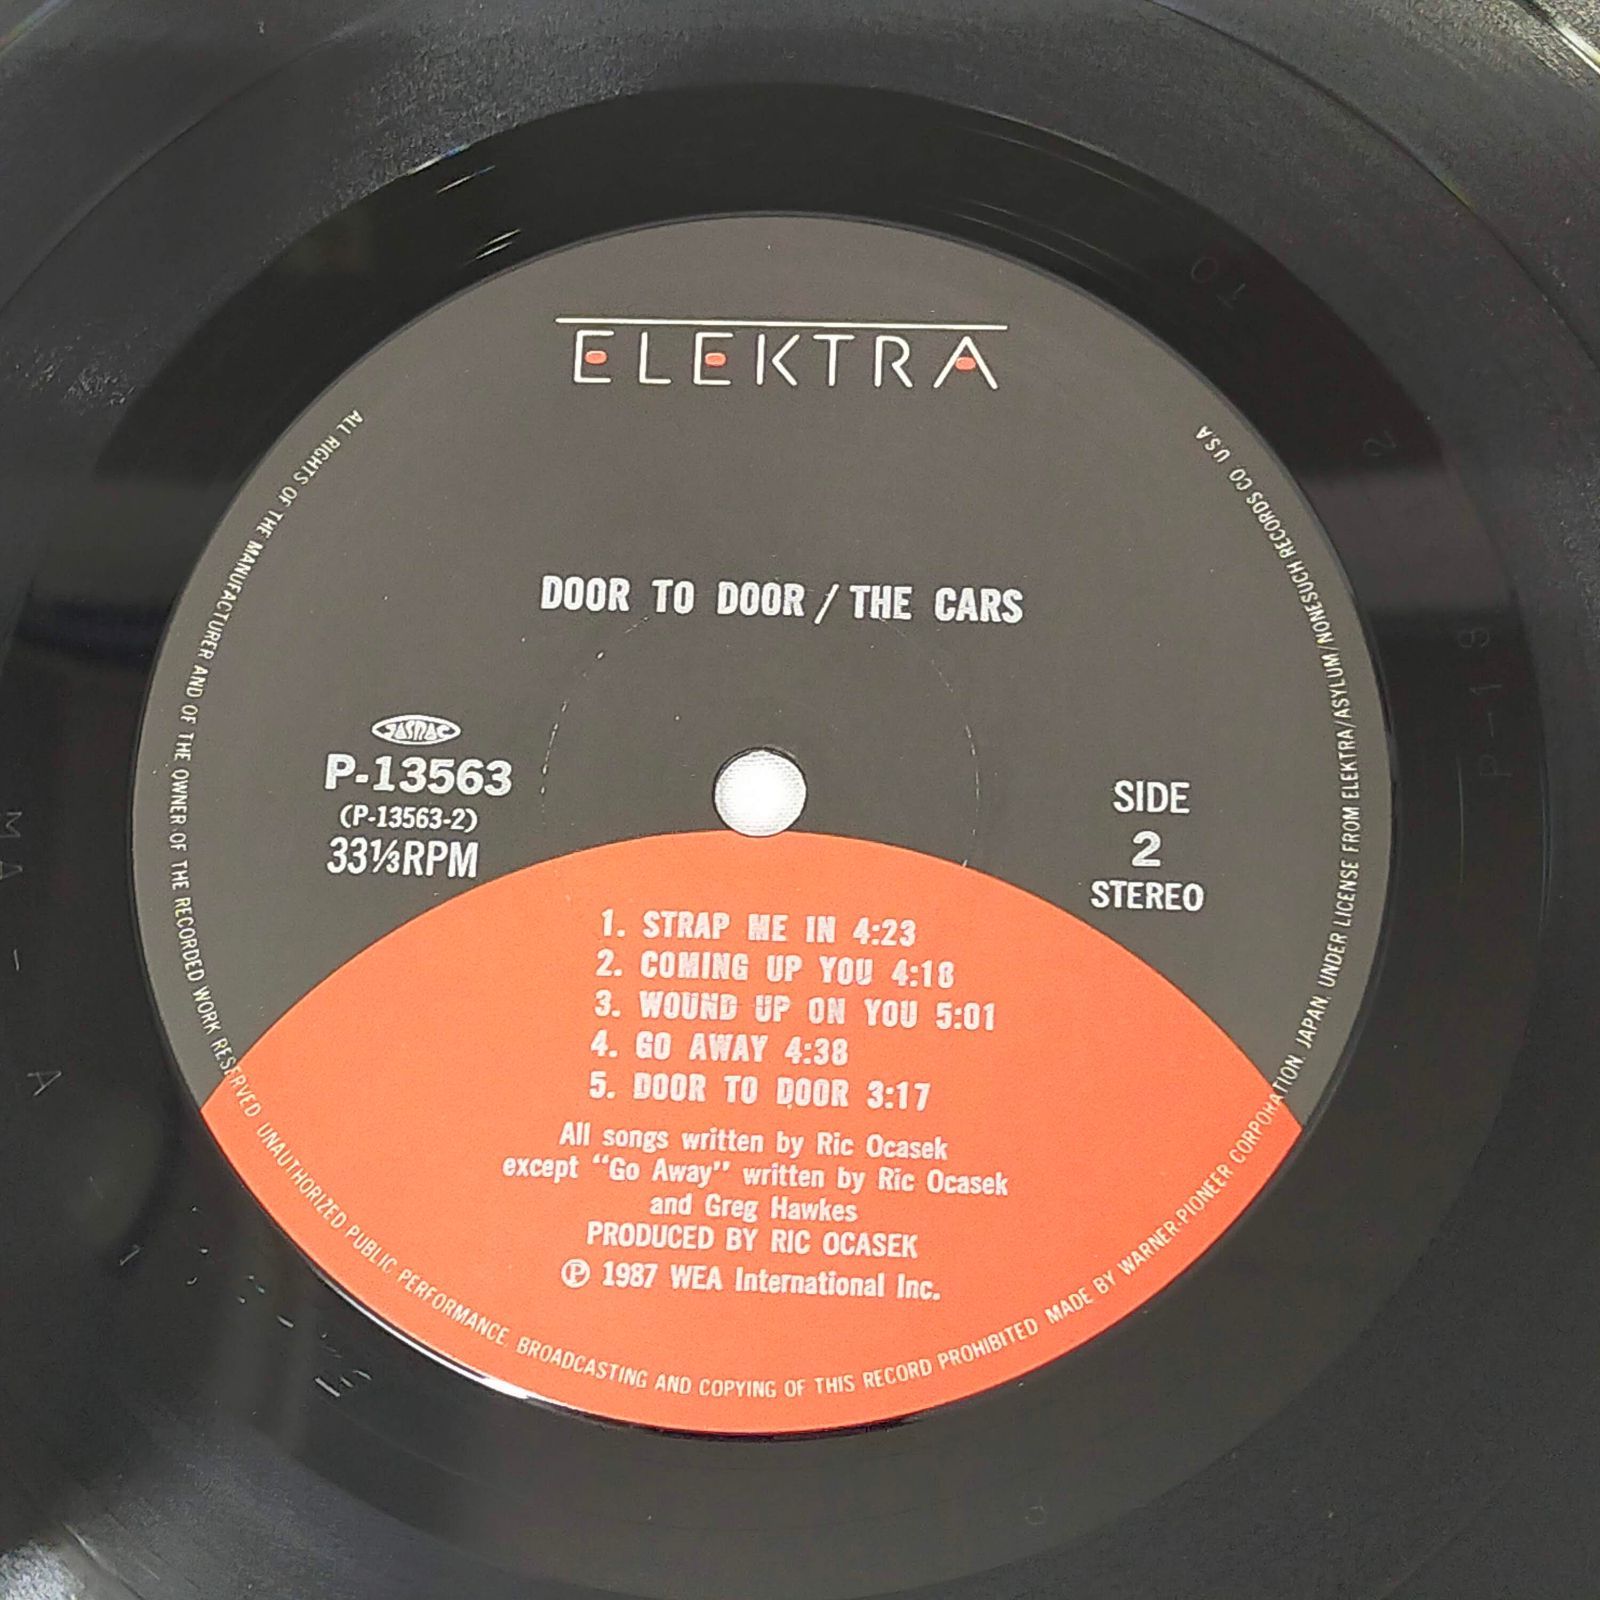 ELEKTRA
DOOR TO DOOR / THE CARS
JASRAC
P-13563
(P-13563-2)
33⅓RPM
SIDE
2
STEREO
1. STRAP ME IN 4:23
2. COMING UP YOU 4:18
3. WOUND UP ON YOU 5:01
4. GO AWAY 4:38
5. DOOR TO DOOR 3:17
All songs written by Ric Ocasek
except “Go Away” written by Ric Ocasek
and Greg Hawkes
PRODUCED BY RIC OCASEK
Ⓟ 1987 WEA International Inc.
ALL RIGHTS OF THE MANUFACTURER AND OF THE OWNER OF THE RECORDED WORK RESERVED. UNAUTHORIZED PUBLIC PERFORMANCE, BROADCASTING AND COPYING OF THIS RECORD PROHIBITED MADE BY WARNER-PIONEER CORPORATION, JAPAN. UNDER LICENSE FROM ELEKTRA/ASYLUM/NONESUCH RECORDS CO. U.S.A